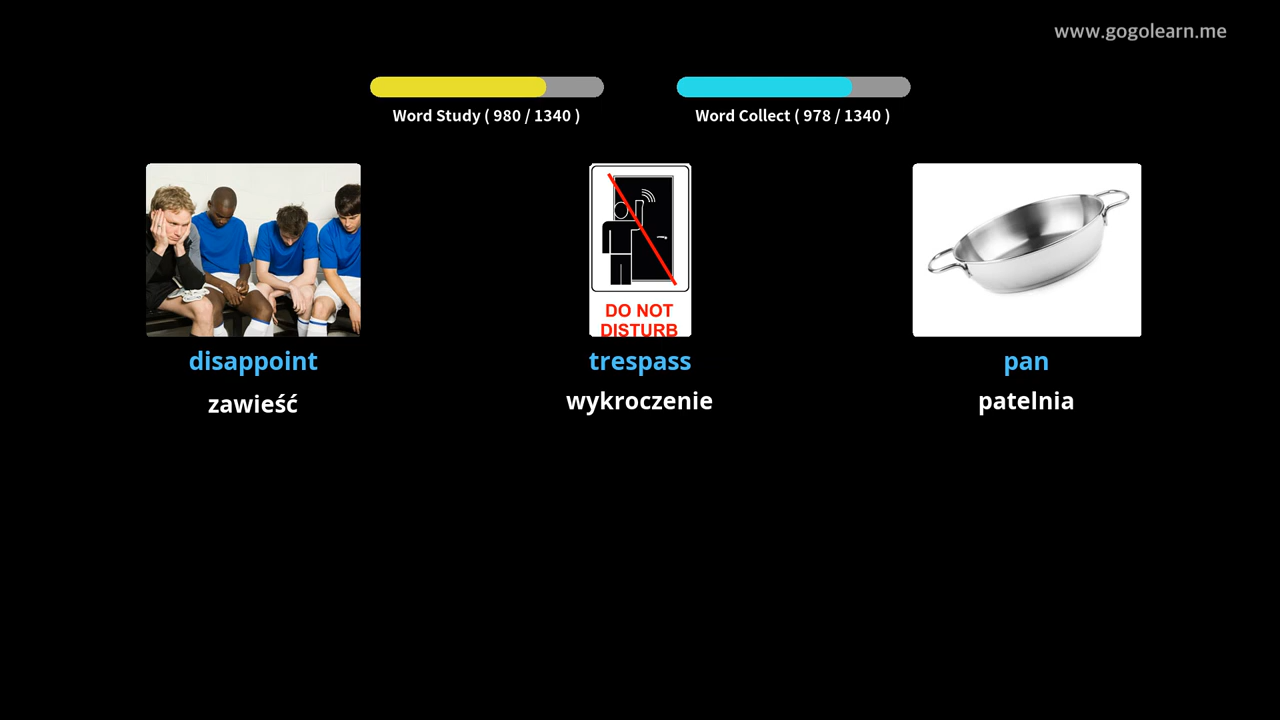 www.gogolearn.me
Word Study ( 980 / 1340 )
Word Collect ( 978 / 1340 )
DO NOT
DISTURB
disappoint
trespass
pan
zawieść
wykroczenie
patelnia